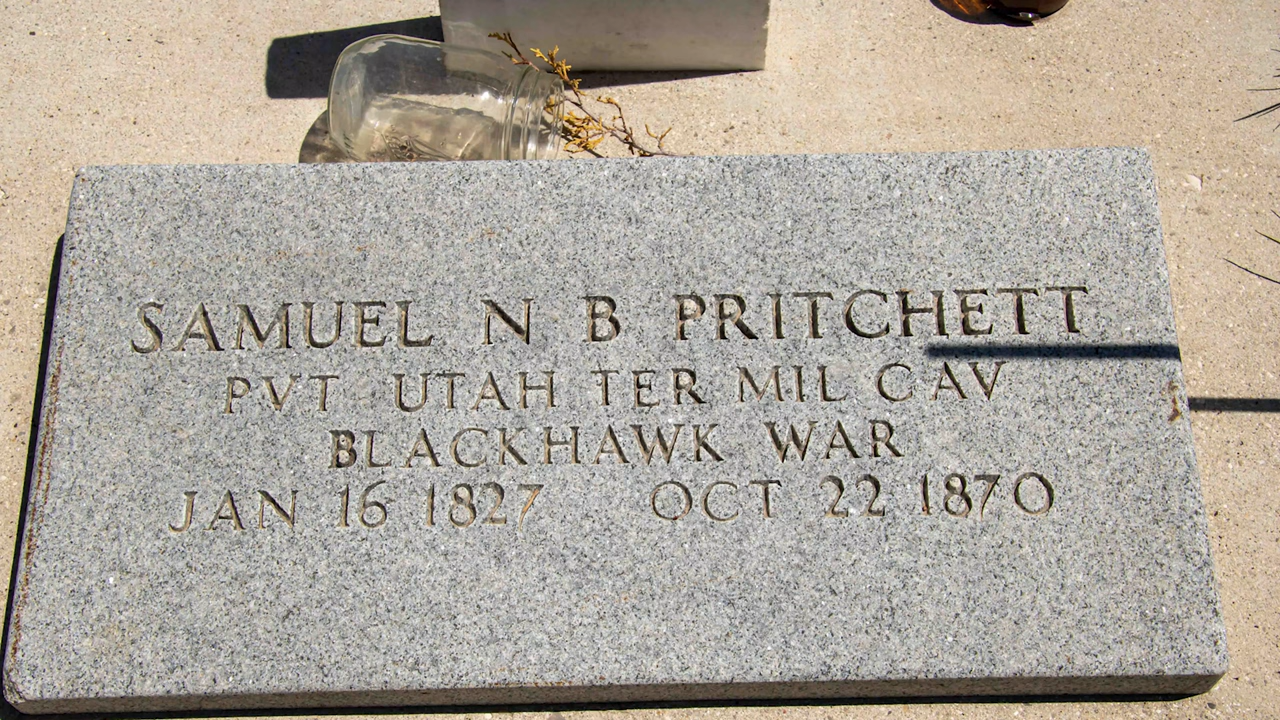 SAMUEL N B PRITCHETT
PVT UTAH TER MIL CAV
BLACKHAWK WAR
JAN 16 1827 OCT 22 1870